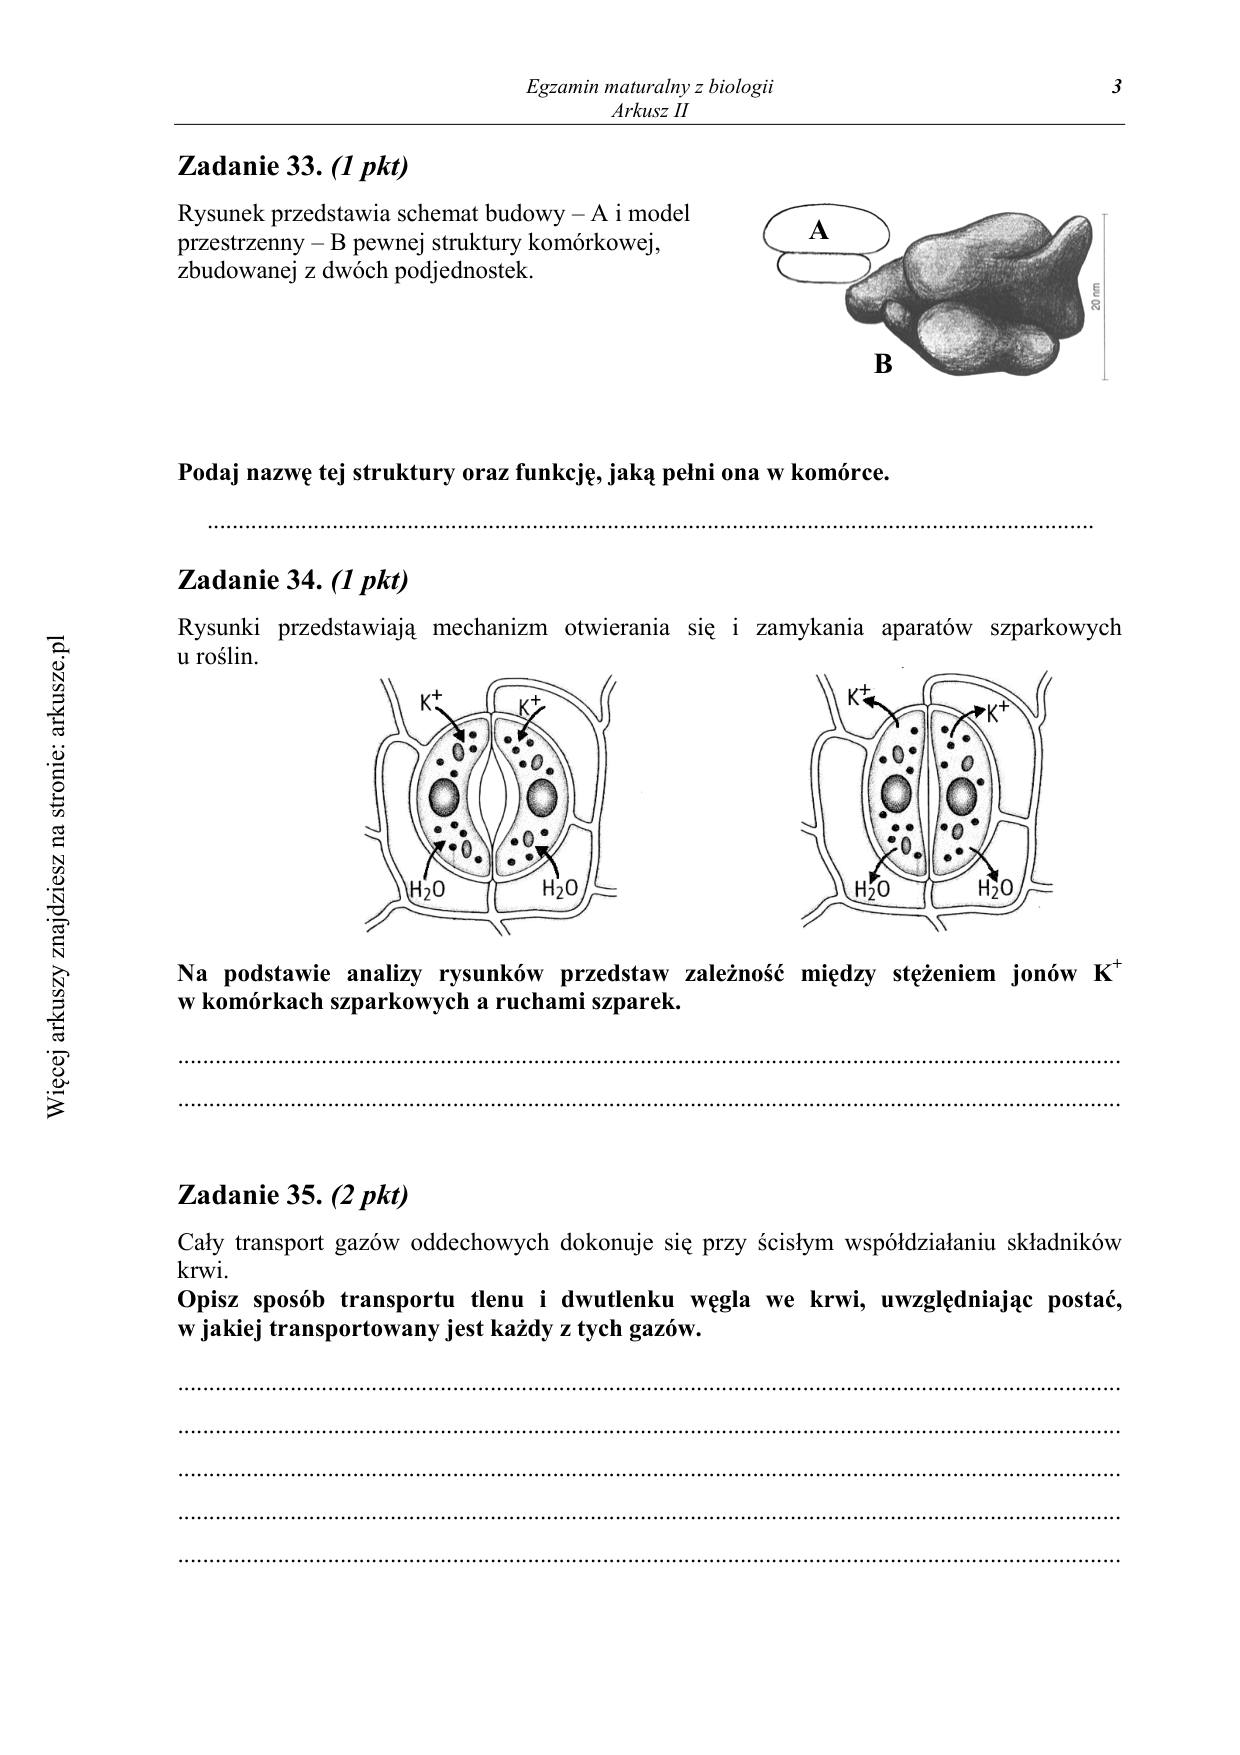 Egzamin maturalny z biologii
Arkusz II
3
Zadanie 33. (1 pkt)
Rysunek przedstawia schemat budowy – A i model
przestrzenny – B pewnej struktury komórkowej,
zbudowanej z dwóch podjednostek.
A
B
20 nm
Podaj nazwę tej struktury oraz funkcję, jaką pełni ona w komórce.
Zadanie 34. (1 pkt)
Rysunki przedstawiają mechanizm otwierania się i zamykania aparatów szparkowych
u roślin.
K+ K+ K+ K+
H2O H2O H2O H2O
Na podstawie analizy rysunków przedstaw zależność między stężeniem jonów K+
w komórkach szparkowych a ruchami szparek.
Zadanie 35. (2 pkt)
Cały transport gazów oddechowych dokonuje się przy ścisłym współdziałaniu składników
krwi.
Opisz sposób transportu tlenu i dwutlenku węgla we krwi, uwzględniając postać,
w jakiej transportowany jest każdy z tych gazów.
Więcej arkuszy znajdziesz na stronie: arkusze.pl